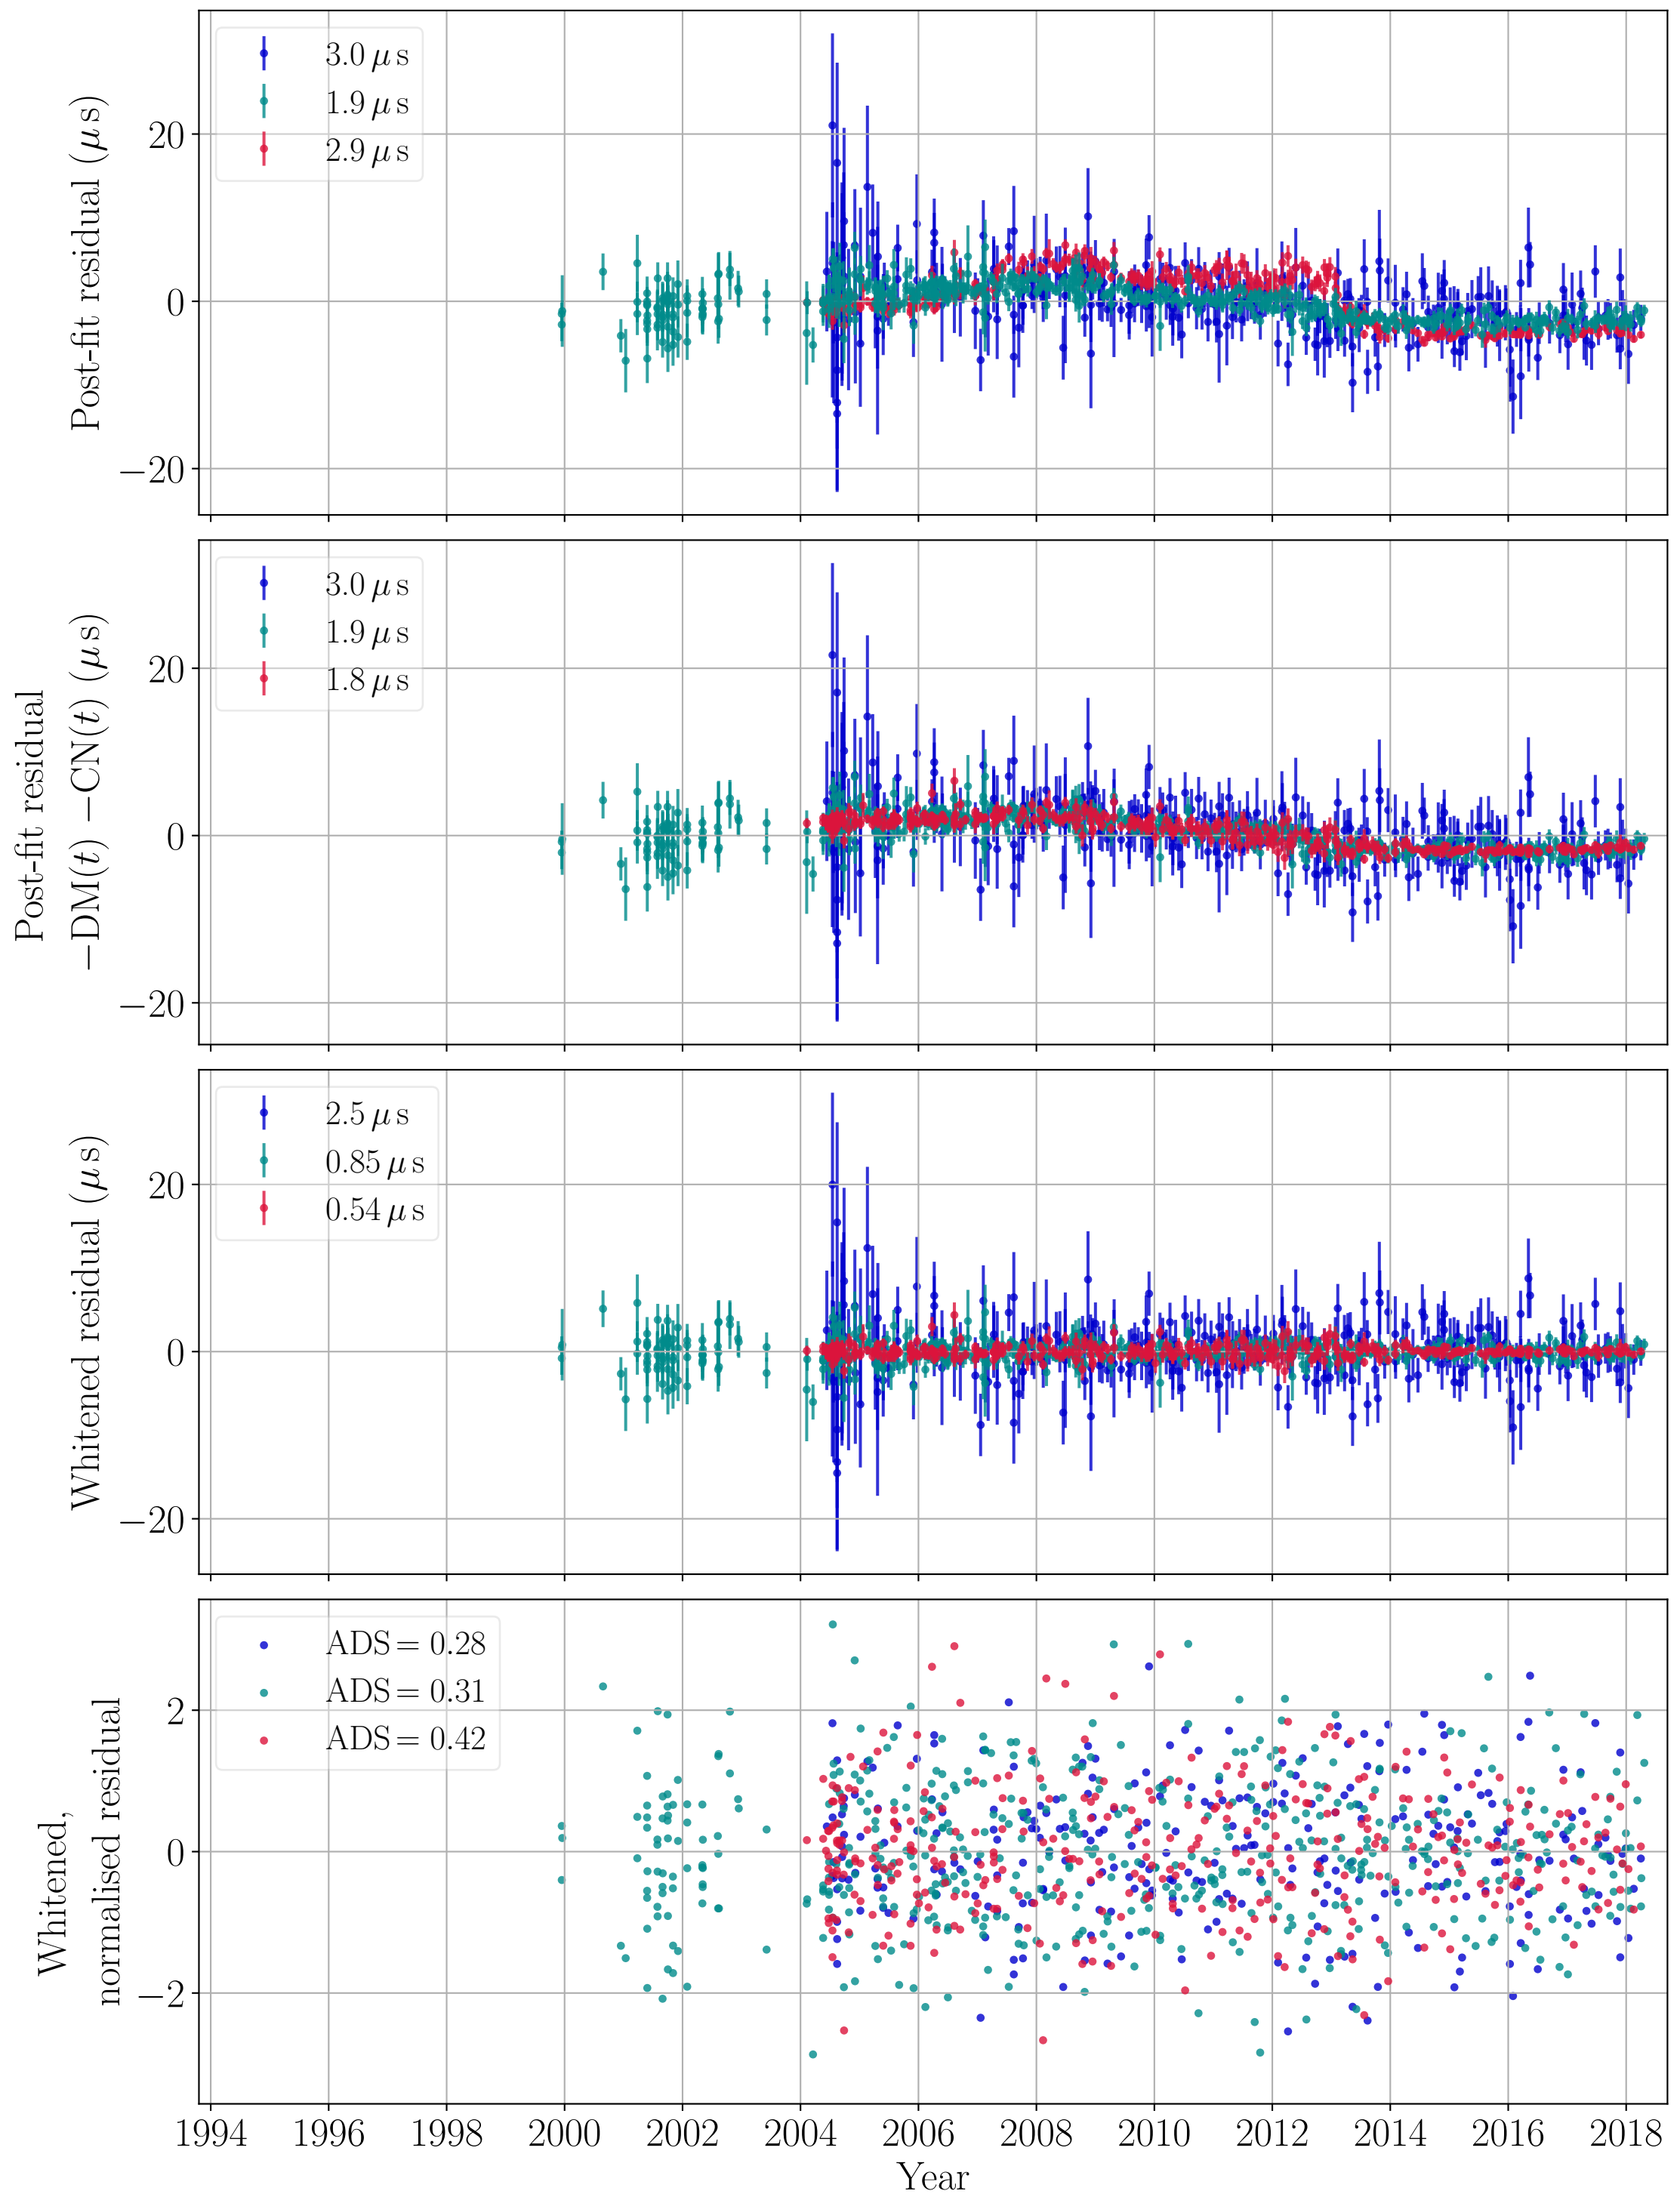 3.0 μs
1.9 μs
2.9 μs
20
0
−20
Post-fit residual (μs)
3.0 μs
1.9 μs
1.8 μs
20
0
−20
Post-fit residual
−DM(t) −CN(t) (μs)
2.5 μs
0.85 μs
0.54 μs
20
0
−20
Whitened residual (μs)
ADS = 0.28
ADS = 0.31
ADS = 0.42
2
0
−2
Whitened,
normalised residual
1994 1996 1998 2000 2002 2004 2006 2008 2010 2012 2014 2016 2018
Year